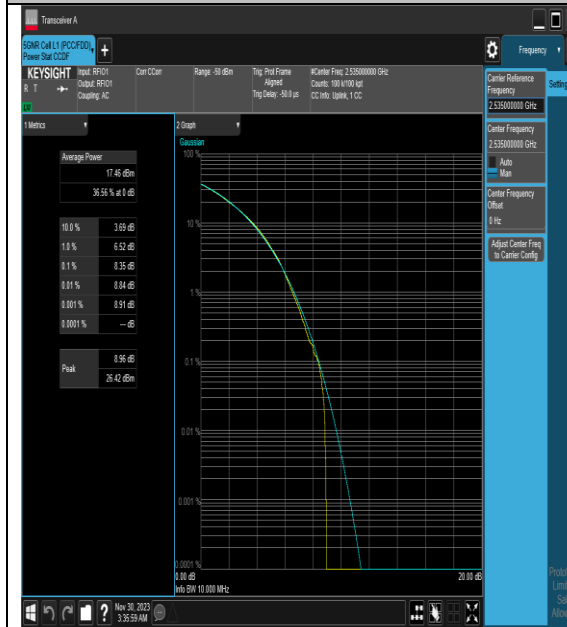 Transceiver A
5GNR Cell L1 (PCC/FDD),
Power Stat CCDF
Frequency
KEYSIGHT
R T
Input: RFIO1
Output: RFIO1
Coupling: AC
Corr CCorr
Range: -50 dBm
Trig: Prot Frame
Aligned
Trig Delay: -50.0 µs
#Center Freq: 2.535000000 GHz
Counts: 100 k/100 kpt
CC Info: Uplink, 1 CC
Carrier Reference
Frequency
2.535000000 GHz
Center Frequency
2.535000000 GHz
Auto
Man
Center Frequency
Offset
0 Hz
Adjust Center Freq
to Carrier Config
1 Metrics
Average Power
17.46 dBm
36.56 % at 0 dB
10.0 % 3.69 dB
1.0 % 6.52 dB
0.1 % 8.35 dB
0.01 % 8.84 dB
0.001 % 8.91 dB
0.0001 % --- dB
Peak
8.96 dB
26.42 dBm
2 Graph
Gaussian
100 %
10 %
1 %
0.1 %
0.01 %
0.001 %
0.0001 %
0.00 dB
20.00 dB
Info BW 10.000 MHz
?
Nov 30, 2023
3:35:59 AM